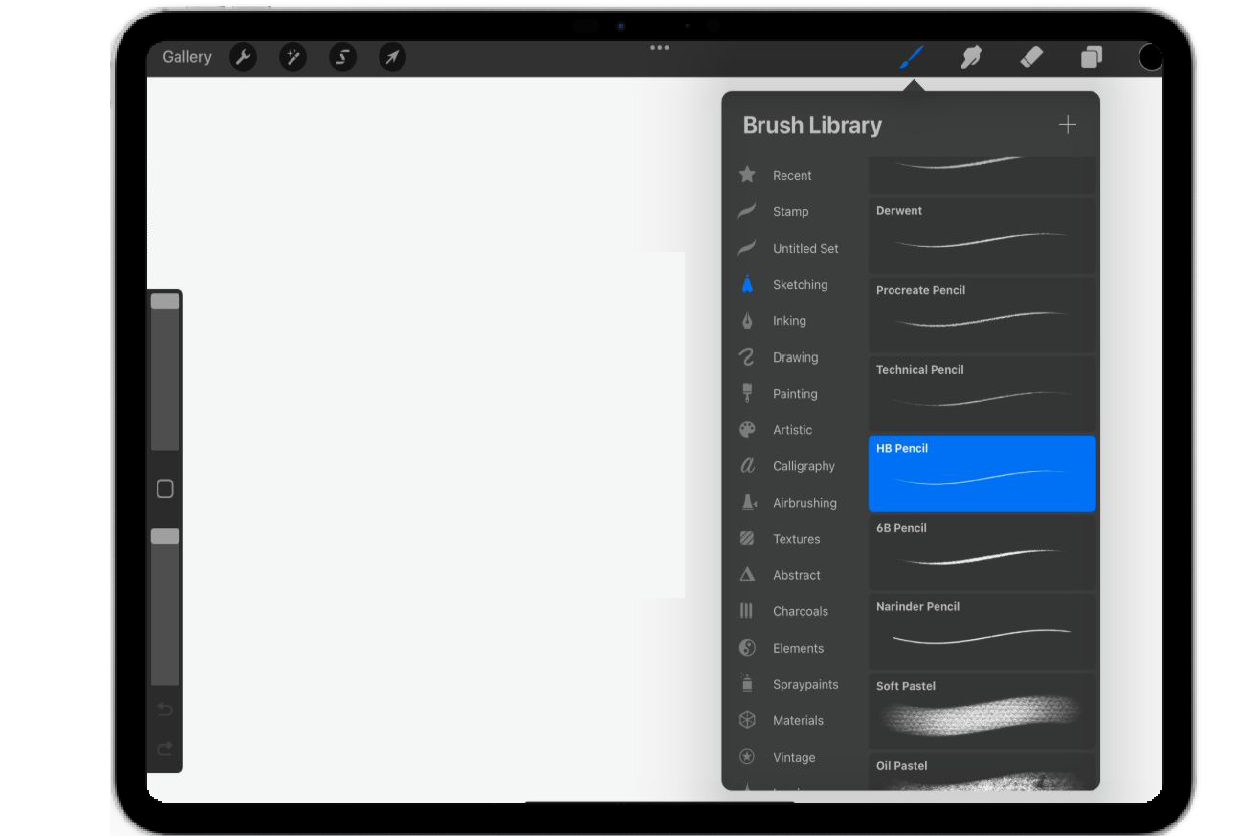 Gallery
Brush Library
Recent
Stamp
Untitled Set
Sketching
Inking
Drawing
Painting
Artistic
Calligraphy
Airbrushing
Textures
Abstract
Charcoals
Elements
Spraypaints
Materials
Vintage
Derwent
Procreate Pencil
Technical Pencil
HB Pencil
6B Pencil
Narinder Pencil
Soft Pastel
Oil Pastel